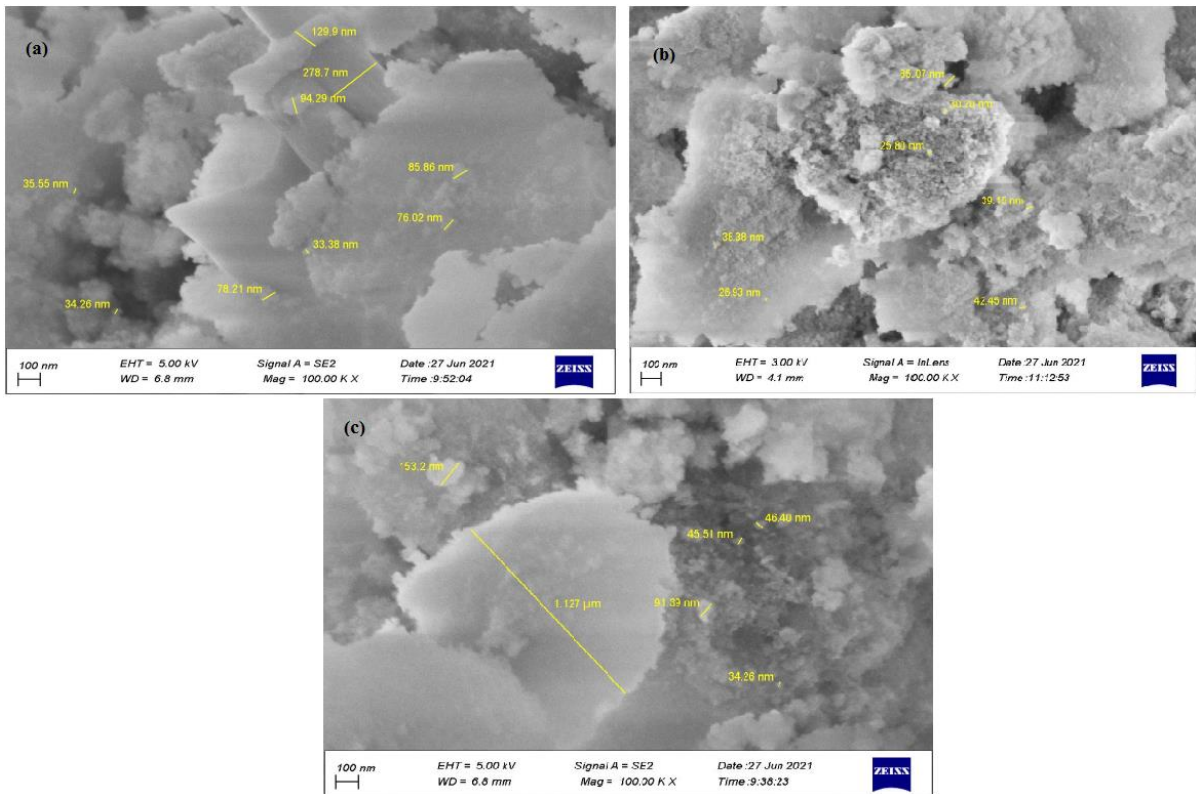 (a)
129.9 nm
278.7 nm
94.29 nm
85.86 nm
35.55 nm
76.02 nm
33.38 nm
78.21 nm
34.26 nm
100 nm
EHT = 5.00 kV Signal A = SE2 Date :27 Jun 2021
WD = 6.8 mm Mag = 100.00 K X Time :9:52:04
ZEISS
(b)
25.80 nm
39.10 nm
38.38 nm
26.93 nm
42.45 nm
100 nm
EHT = 3.00 kV Signal A = InLens Date :27 Jun 2021
WD = 4.1 mm Mag = 100.00 K X Time :11:12:53
ZEISS
(c)
153.2 nm
46.40 nm
45.51 nm
1.127 µm
91.39 nm
34.26 nm
100 nm
EHT = 5.00 kV Signal A = SE2 Date :27 Jun 2021
WD = 6.8 mm Mag = 100.00 K X Time :9:38:23
ZEISS